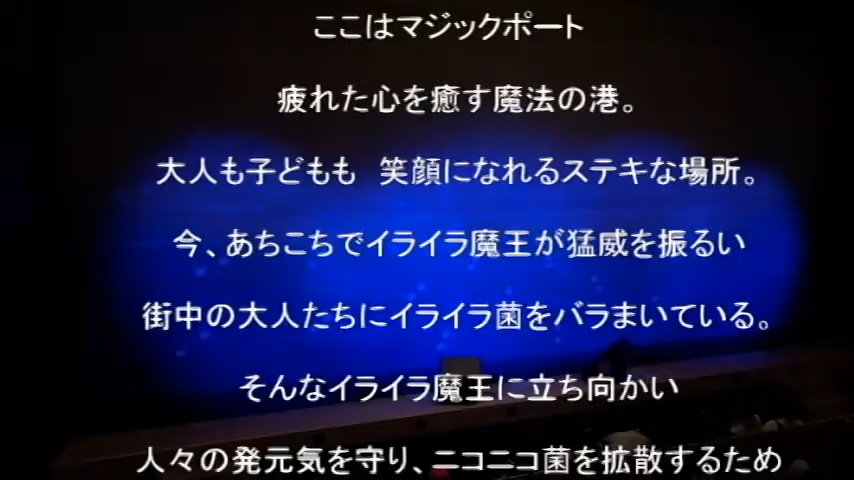 ここはマジックポート
疲れた心を癒す魔法の港。
大人も子どもも　笑顔になれるステキな場所。
今、あちこちでイライラ魔王が猛威を振るい
街中の大人たちにイライラ菌をバラまいている。
そんなイライラ魔王に立ち向かい
人々の発元気を守り、ニコニコ菌を拡散するため